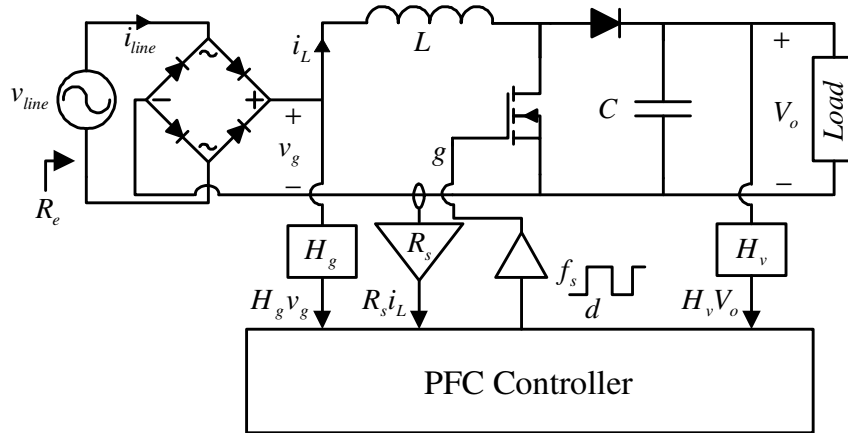 i_line
i_L
L
v_line
~
−
+
~
+
v_g
−
g
C
+
V_o
−
Load
R_e
H_g
R_s
f_s
d
H_v
H_g v_g
R_s i_L
H_v V_o
PFC Controller